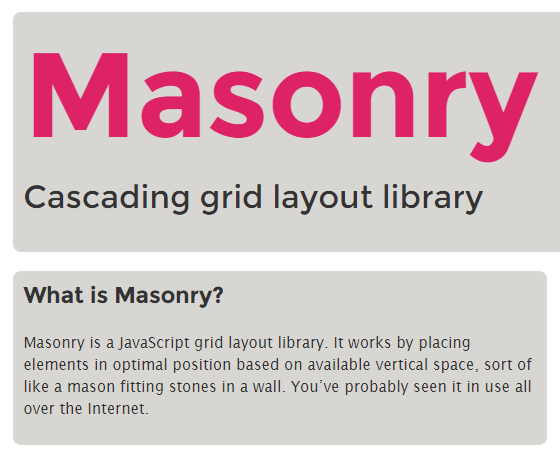 Masonry
Cascading grid layout library
What is Masonry?
Masonry is a JavaScript grid layout library. It works by placing
elements in optimal position based on available vertical space, sort of
like a mason fitting stones in a wall. You’ve probably seen it in use all
over the Internet.